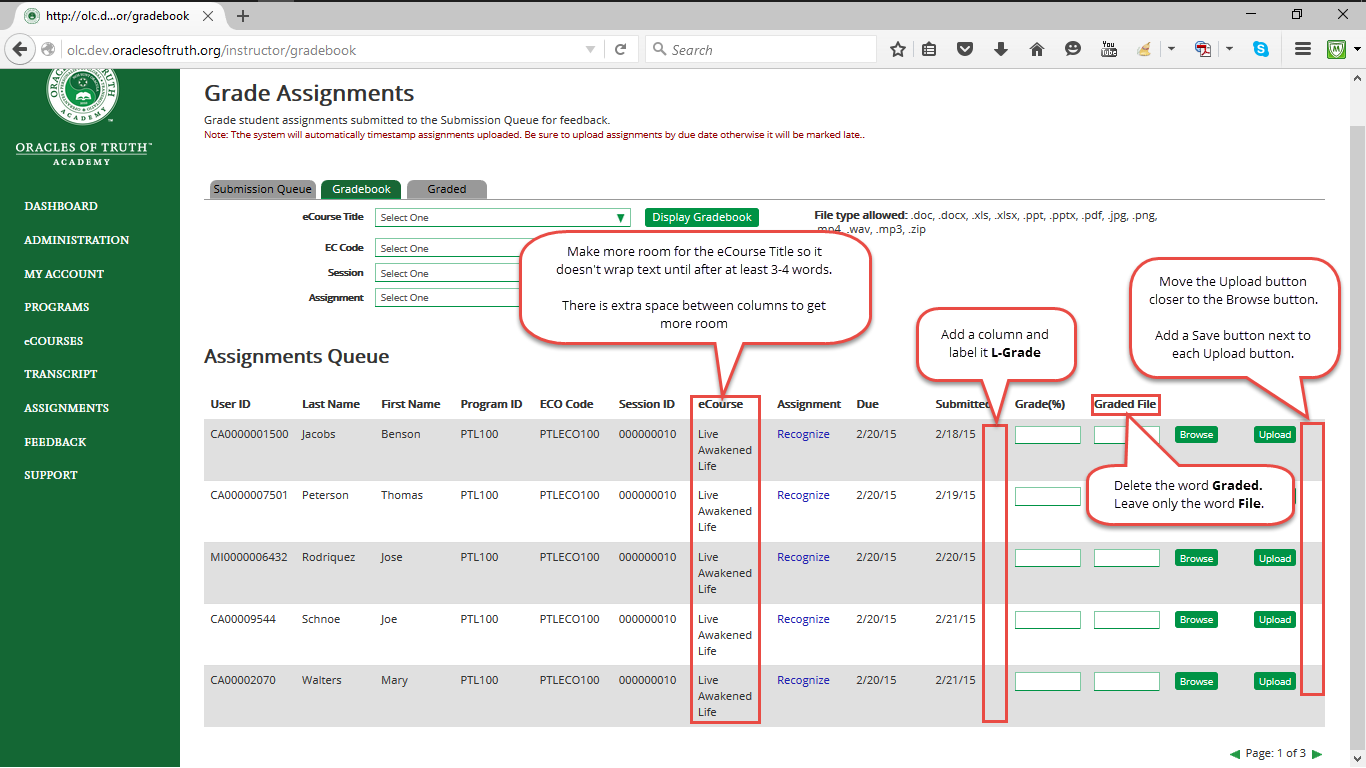 http://olc.d...or/gradebook
olc.dev.oraclesoftruth.org/instructor/gradebook
Search
You
Tube
ORACLES OF TRUTH
ACADEMY
ORACLES OF TRUTH™
ACADEMY
DASHBOARD
ADMINISTRATION
MY ACCOUNT
PROGRAMS
eCOURSES
TRANSCRIPT
ASSIGNMENTS
FEEDBACK
SUPPORT
Grade Assignments
Grade student assignments submitted to the Submission Queue for feedback.
Note: Tthe system will automatically timestamp assignments uploaded. Be sure to upload assignments by due date otherwise it will be marked late..
Submission Queue Gradebook Graded
eCourse Title Select One Display Gradebook
File type allowed: .doc, .docx, .xls, .xlsx, .ppt, .pptx, .pdf, .jpg, .png,
.mp4, .wav, .mp3, .zip
EC Code Select One
Session Select One
Assignment Select One
Make more room for the eCourse Title so it
doesn't wrap text until after at least 3-4 words.
There is extra space between columns to get
more room
Add a column and
label it L-Grade
Move the Upload button
closer to the Browse button.
Add a Save button next to
each Upload button.
Assignments Queue
User ID Last Name First Name Program ID ECO Code Session ID eCourse Assignment Due Submitted Grade(%) Graded File
CA0000001500 Jacobs Benson PTL100 PTLECO100 000000010 Live Recognize 2/20/15 2/18/15 Browse Upload
Awakened
Life
Delete the word Graded.
Leave only the word File.
CA0000007501 Peterson Thomas PTL100 PTLECO100 000000010 Live Recognize 2/20/15 2/19/15
Awakened
Life
MI0000006432 Rodriquez Jose PTL100 PTLECO100 000000010 Live Recognize 2/20/15 2/20/15 Browse Upload
Awakened
Life
CA00009544 Schnoe Joe PTL100 PTLECO100 000000010 Live Recognize 2/20/15 2/21/15 Browse Upload
Awakened
Life
CA00002070 Walters Mary PTL100 PTLECO100 000000010 Live Recognize 2/20/15 2/21/15 Browse Upload
Awakened
Life
Page: 1 of 3